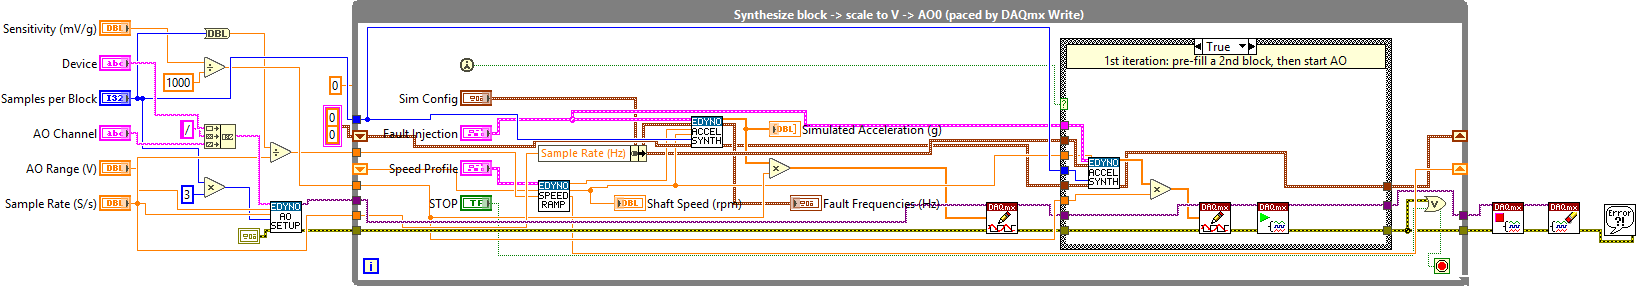 Synthesize block -> scale to V -> AO0 (paced by DAQmx Write)
Sensitivity (mV/g)
DBL
DBL
Device
abc
1000
Samples per Block
I32
AO Channel
abc
/
AO Range (V)
DBL
Sample Rate (S/s)
DBL
3
EDYNO
AO
SETUP
0
0
0
Sim Config
Fault Injection
Sample Rate (Hz)
Speed Profile
STOP
TF
EDYNO
SPEED
RAMP
EDYNO
ACCEL
SYNTH
DBL
Simulated Acceleration (g)
DBL
Shaft Speed (rpm)
Fault Frequencies (Hz)
DAQmx
True
1st iteration: pre-fill a 2nd block, then start AO
?
EDYNO
ACCEL
SYNTH
DAQmx
DAQmx
V
i
DAQmx
DAQmx
Error
?!